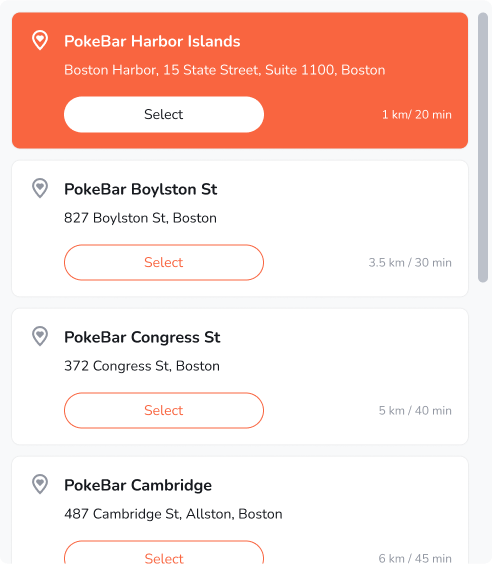 PokeBar Harbor Islands
Boston Harbor, 15 State Street, Suite 1100, Boston
Select
1 km/ 20 min
PokeBar Boylston St
827 Boylston St, Boston
Select
3.5 km / 30 min
PokeBar Congress St
372 Congress St, Boston
Select
5 km / 40 min
PokeBar Cambridge
487 Cambridge St, Allston, Boston
Select
6 km / 45 min